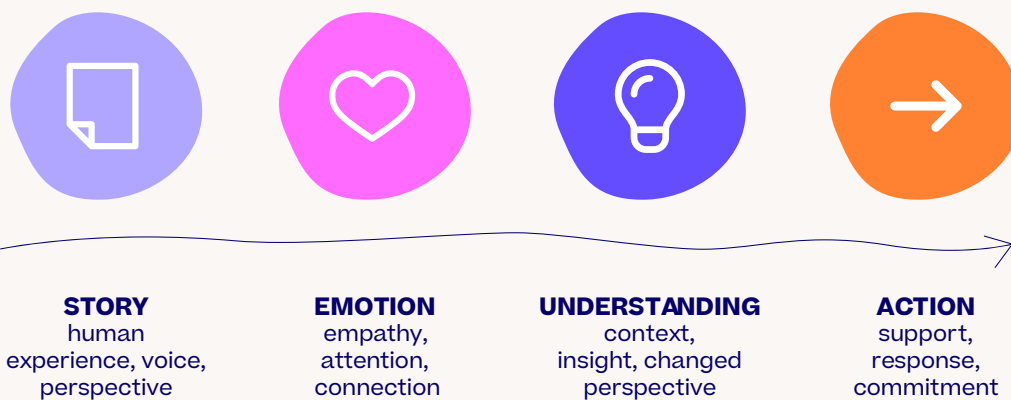 STORY
human
experience, voice,
perspective
EMOTION
empathy,
attention,
connection
UNDERSTANDING
context,
insight, changed
perspective
ACTION
support,
response,
commitment